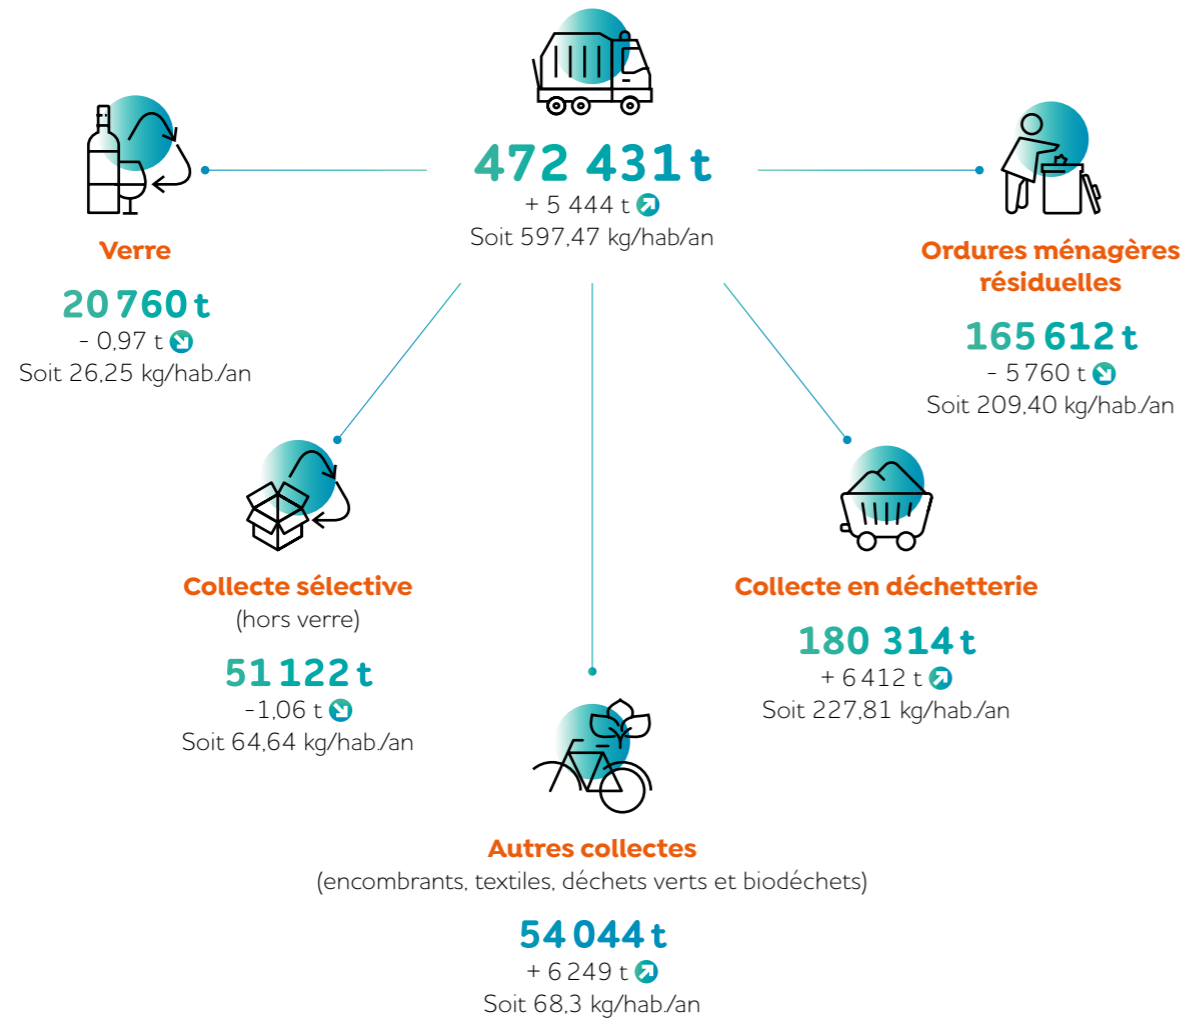 472 431 t
+ 5 444 t
Soit 597,47 kg/hab/an
Verre
20 760 t
- 0,97 t
Soit 26,25 kg/hab./an
Ordures ménagères
résiduelles
165 612 t
- 5 760 t
Soit 209,40 kg/hab./an
Collecte sélective
(hors verre)
51 122 t
-1,06 t
Soit 64,64 kg/hab./an
Collecte en déchetterie
180 314 t
+ 6 412 t
Soit 227,81 kg/hab./an
Autres collectes
(encombrants, textiles, déchets verts et biodéchets)
54 044 t
+ 6 249 t
Soit 68,3 kg/hab./an